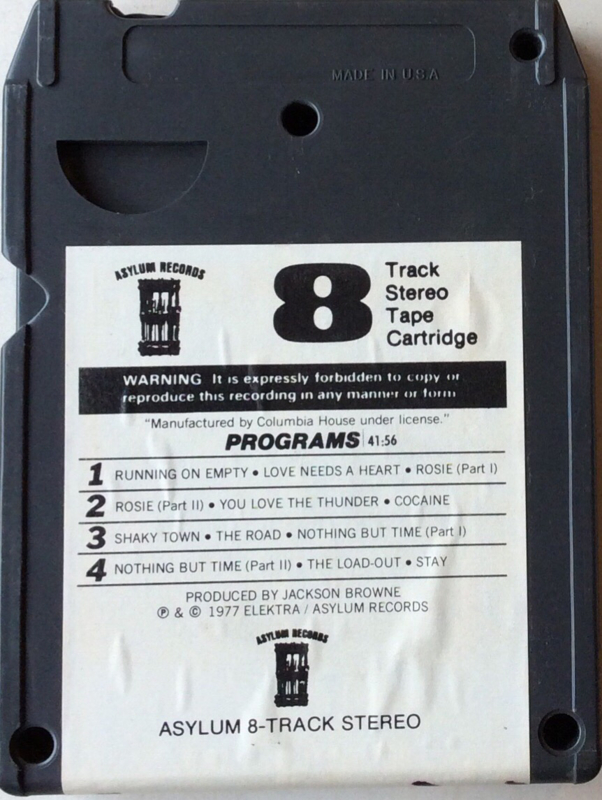 MADE IN U.S.A
ASYLUM RECORDS
8
Track
Stereo
Tape
Cartridge
WARNING It is expressly forbidden to copy or
reproduce this recording in any manner or form
"Manufactured by Columbia House under license."
PROGRAMS 41:56
1 RUNNING ON EMPTY • LOVE NEEDS A HEART • ROSIE (Part I)
2 ROSIE (Part II) • YOU LOVE THE THUNDER • COCAINE
3 SHAKY TOWN • THE ROAD • NOTHING BUT TIME (Part I)
4 NOTHING BUT TIME (Part II) • THE LOAD-OUT • STAY
PRODUCED BY JACKSON BROWNE
℗ & © 1977 ELEKTRA / ASYLUM RECORDS
ASYLUM RECORDS
ASYLUM 8-TRACK STEREO